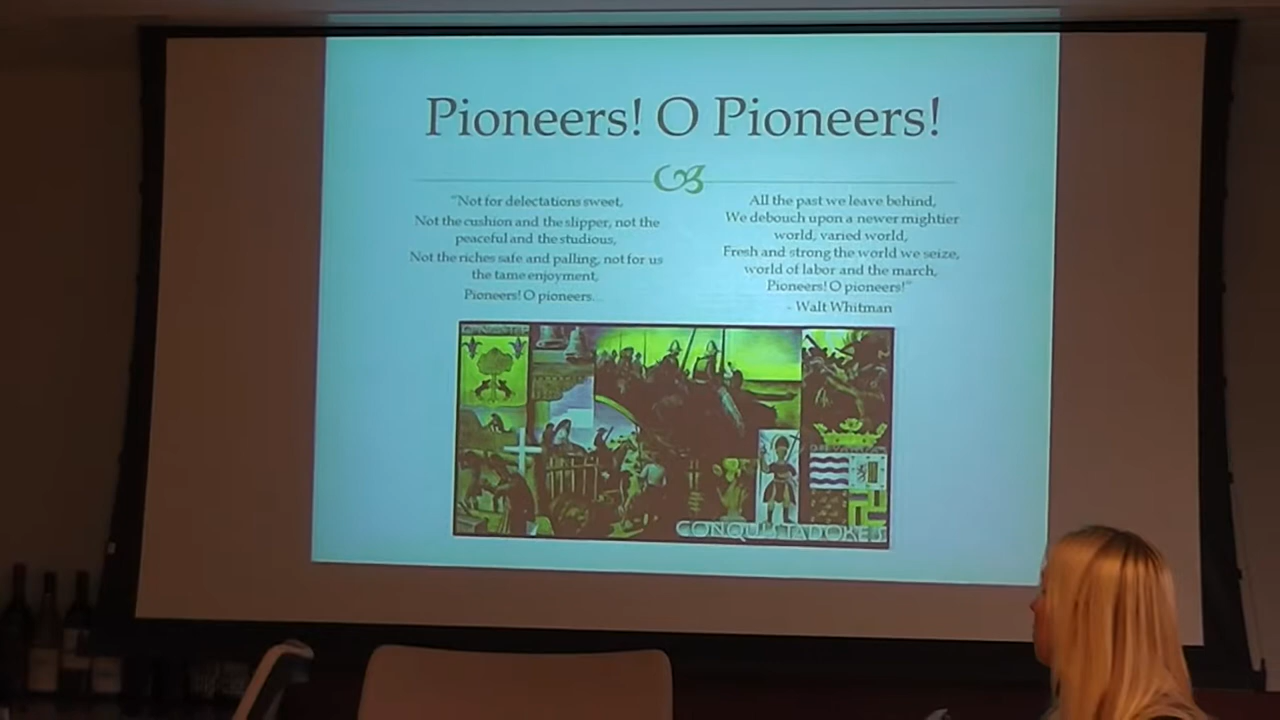 Pioneers! O Pioneers!
"Not for delectations sweet,
Not the cushion and the slipper, not the
peaceful and the studious,
Not the riches safe and palling, not for us
the tame enjoyment,
Pioneers! O pioneers...
All the past we leave behind,
We debouch upon a newer mightier
world, varied world,
Fresh and strong the world we seize,
world of labor and the march,
Pioneers! O pioneers!"
- Walt Whitman
CONQUISTADORES